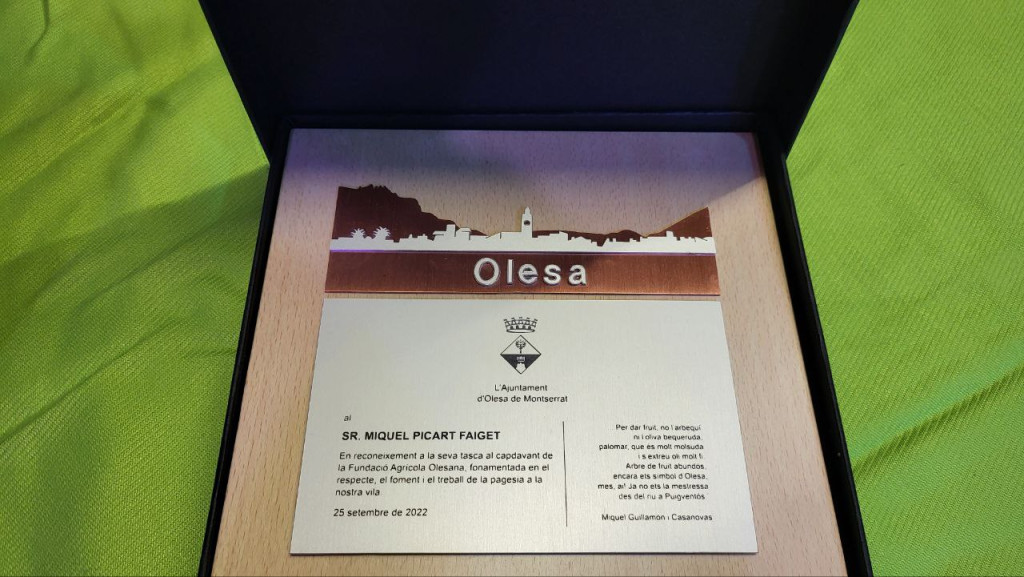 Olesa
L'Ajuntament
d'Olesa de Montserrat
al
SR. MIQUEL PICART FAIGET
En reconeixement a la seva tasca al capdavant de
la Fundació Agrícola Olesana, fonamentada en el
respecte, el foment i el treball de la pagesia a la
nostra vila
25 setembre de 2022
Per dar fruit, no l'arbequí
ni l'oliva bequeruda,
palomar, que és molt molsuda
i s'extreu oli molt fi.
Arbre de fruit abundós,
encara ets símbol d'Olesa,
mes, ai! Ja no ets la mestressa
des del riu a Puigventós.
Miquel Guillamon i Casanovas